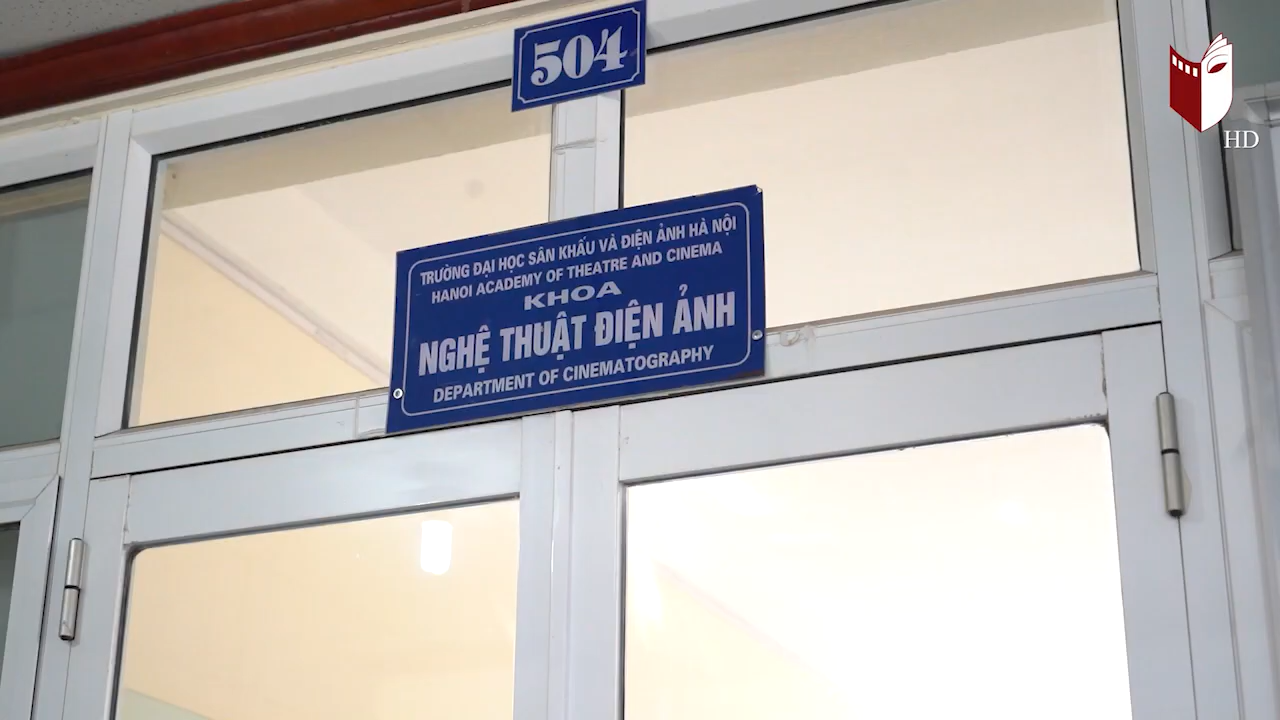 504
TRƯỜNG ĐẠI HỌC SÂN KHẤU VÀ ĐIỆN ẢNH HÀ NỘI
HANOI ACADEMY OF THEATRE AND CINEMA
KHOA
NGHỆ THUẬT ĐIỆN ẢNH
DEPARTMENT OF CINEMATOGRAPHY
HD